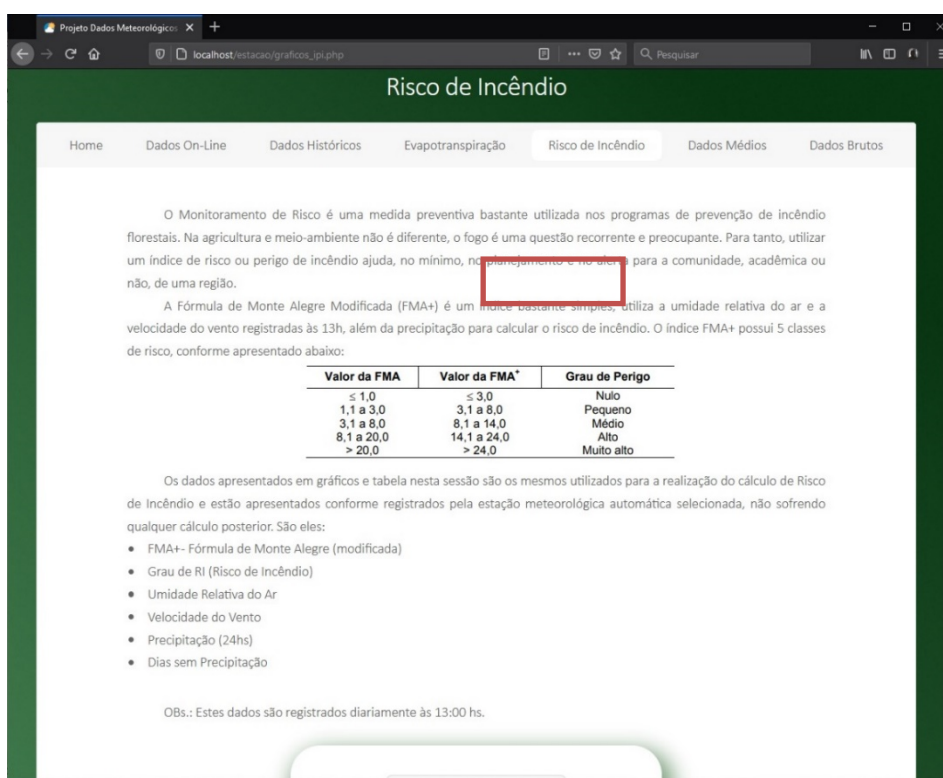 Projeto Dados Meteorológicos
localhost/estacao/graficos_ipi.php
Pesquisar
Risco de Incêndio
Home Dados On-Line Dados Históricos Evapotranspiração Risco de Incêndio Dados Médios Dados Brutos
O Monitoramento de Risco é uma medida preventiva bastante utilizada nos programas de prevenção de incêndio
florestais. Na agricultura e meio-ambiente não é diferente, o fogo é uma questão recorrente e preocupante. Para tanto, utilizar
um índice de risco ou perigo de incêndio ajuda, no mínimo, no planejamento e no alerta para a comunidade, acadêmica ou
não, de uma região.
A Fórmula de Monte Alegre Modificada (FMA+) é um índice bastante simples, utiliza a umidade relativa do ar e a
velocidade do vento registradas às 13h, além da precipitação para calcular o risco de incêndio. O índice FMA+ possui 5 classes
de risco, conforme apresentado abaixo:
Valor da FMA Valor da FMA+ Grau de Perigo
≤ 1,0 ≤ 3,0 Nulo
1,1 a 3,0 3,1 a 8,0 Pequeno
3,1 a 8,0 8,1 a 14,0 Médio
8,1 a 20,0 14,1 a 24,0 Alto
> 20,0 > 24,0 Muito alto
Os dados apresentados em gráficos e tabela nesta sessão são os mesmos utilizados para a realização do cálculo de Risco
de Incêndio e estão apresentados conforme registrados pela estação meteorológica automática selecionada, não sofrendo
qualquer cálculo posterior. São eles:
• FMA+- Fórmula de Monte Alegre (modificada)
• Grau de RI (Risco de Incêndio)
• Umidade Relativa do Ar
• Velocidade do Vento
• Precipitação (24hs)
• Dias sem Precipitação
OBs.: Estes dados são registrados diariamente às 13:00 hs.